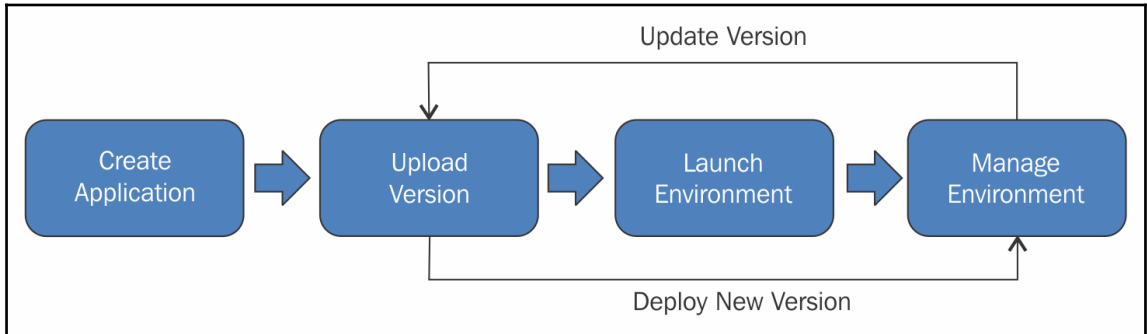 Update Version
Create
Application
Upload
Version
Launch
Environment
Manage
Environment
Deploy New Version